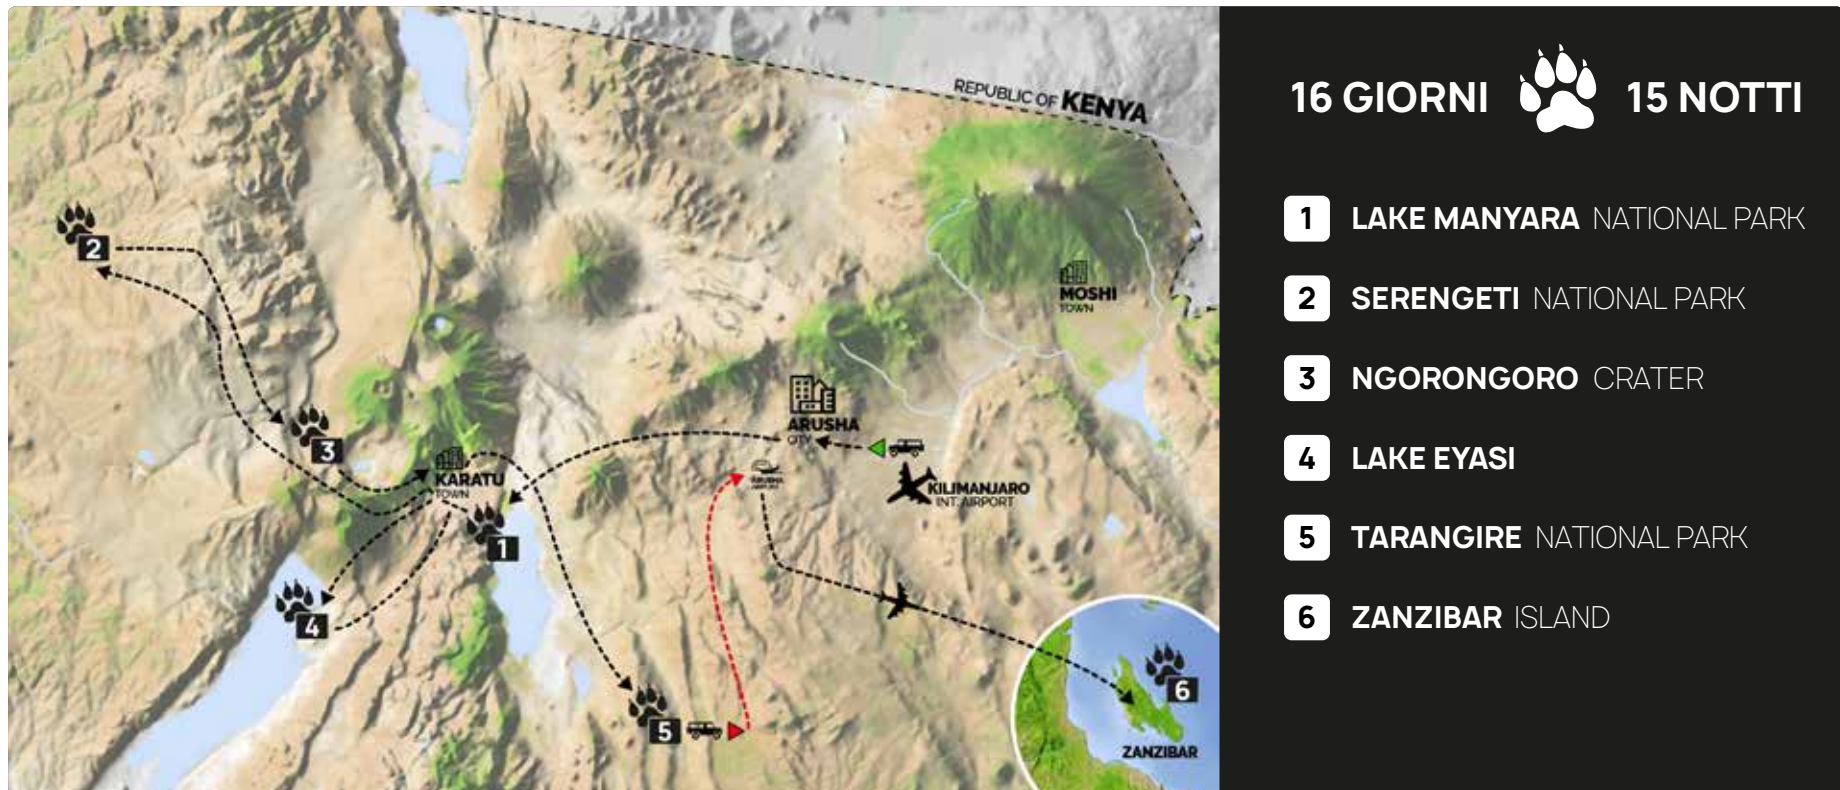 REPUBLIC OF KENYA
2
MOSHI
TOWN
ARUSHA
CITY
3
KARATU
TOWN
ARUSHA
AIRPORT
KILIMANJARO
INT. AIRPORT
1
4
5
6
ZANZIBAR
16 GIORNI 15 NOTTI
1 LAKE MANYARA NATIONAL PARK
2 SERENGETI NATIONAL PARK
3 NGORONGORO CRATER
4 LAKE EYASI
5 TARANGIRE NATIONAL PARK
6 ZANZIBAR ISLAND